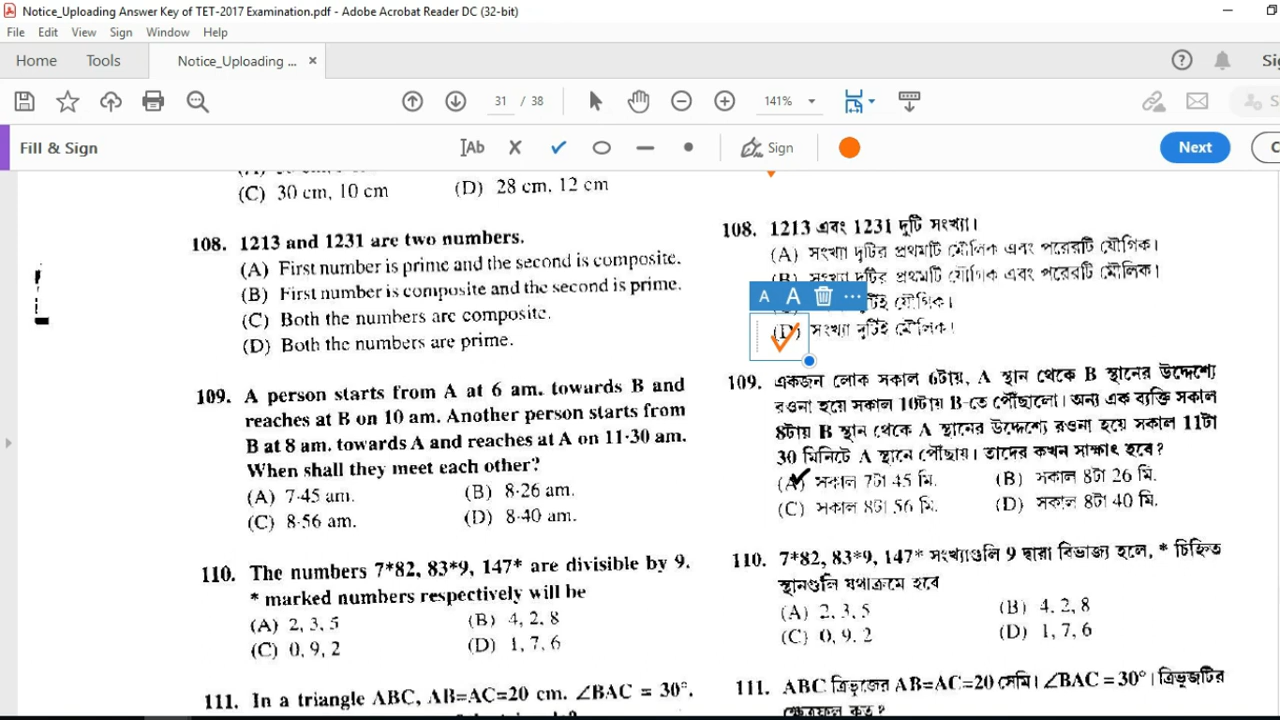 Notice_Uploading Answer Key of TET-2017 Examination.pdf - Adobe Acrobat Reader DC (32-bit)
File Edit View Sign Window Help
Home Tools Notice_Uploading ... × ? Si
31 / 38 141%
Fill & Sign Ab Sign Next C
(C) 30 cm, 10 cm (D) 28 cm, 12 cm
108. 1213 and 1231 are two numbers.
(A) First number is prime and the second is composite.
(B) First number is composite and the second is prime.
(C) Both the numbers are composite.
(D) Both the numbers are prime.
109. A person starts from A at 6 am. towards B and
reaches at B on 10 am. Another person starts from
B at 8 am. towards A and reaches at A on 11·30 am.
When shall they meet each other?
(A) 7·45 am. (B) 8·26 am.
(C) 8·56 am. (D) 8·40 am.
110. The numbers 7*82, 83*9, 147* are divisible by 9.
* marked numbers respectively will be
(A) 2, 3, 5 (B) 4, 2, 8
(C) 0, 9, 2 (D) 1, 7, 6
111. In a triangle ABC, AB=AC=20 cm. ∠BAC = 30°.
108. 1213 এবং 1231 দুটি সংখ্যা।
(A) সংখ্যা দুটির প্রথমটি মৌলিক এবং পরেরটি যৌগিক।
(B) সংখ্যা দুটির প্রথমটি যৌগিক এবং পরেরটি মৌলিক।
A A ... দুটিই যৌগিক।
(D) সংখ্যা দুটিই মৌলিক।
109. একজন লোক সকাল 6টায়, A স্থান থেকে B স্থানের উদ্দেশ্যে
রওনা হয়ে সকাল 10টায় B-তে পৌঁছালো। অন্য এক ব্যক্তি সকাল
8টায় B স্থান থেকে A স্থানের উদ্দেশ্যে রওনা হয়ে সকাল 11টা
30 মিনিটে A স্থানে পৌঁছায়। তাদের কখন সাক্ষাৎ হবে?
(A) সকাল 7টা 45 মি. (B) সকাল 8টা 26 মি.
(C) সকাল 8টা 56 মি. (D) সকাল 8টা 40 মি.
110. 7*82, 83*9, 147* সংখ্যাগুলি 9 দ্বারা বিভাজ্য হলে, * চিহ্নিত
স্থানগুলি যথাক্রমে হবে
(A) 2, 3, 5 (B) 4, 2, 8
(C) 0, 9, 2 (D) 1, 7, 6
111. ABC ত্রিভুজের AB=AC=20 সেমি। ∠BAC = 30°। ত্রিভুজটির
ক্ষেত্রফল কত?